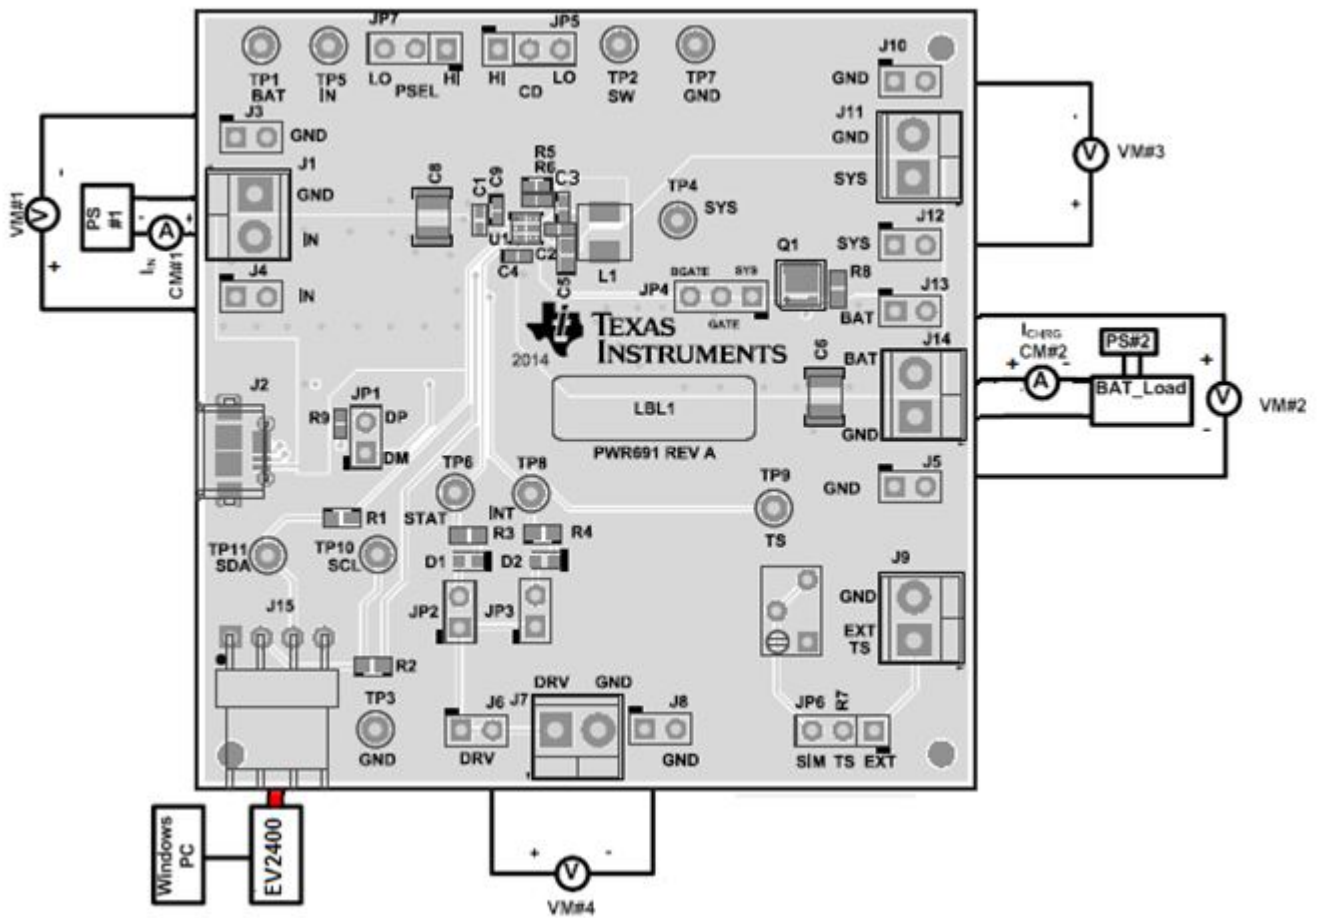 JP7
JP5
TP1
BAT
TP5
IN
LO
HI
PSEL
HI
LO
CD
TP2
SW
TP7
GND
J10
GND
J3
GND
J11
GND
SYS
J1
GND
IN
C8
C1
C9
R5
R6
C3
TP4
SYS
U1
C2
C4
C5
L1
J12
SYS
Q1
R8
J4
IN
BGATE
SYS
JP4
GATE
J13
BAT
TEXAS
INSTRUMENTS
2014
C6
J14
BAT
GND
LBL1
PWR691 REV A
J2
JP1
R9
DP
DM
J5
GND
TP6
STAT
TP8
INT
TP9
TS
R1
R3
R4
TP11
SDA
TP10
SCL
D1
D2
J9
GND
EXT
TS
JP2
JP3
J15
R2
TP3
GND
J6
DRV
J7
DRV
GND
J8
GND
JP6
R7
SIM TS EXT
VM#1
V
-
+
PS
#1
-
+
A
IIN
CM#1
V
VM#3
-
+
ICHRG
CM#2
+
-
A
PS#2
BAT_Load
+
-
V
VM#2
Windows
PC
EV2400
+
-
V
VM#4